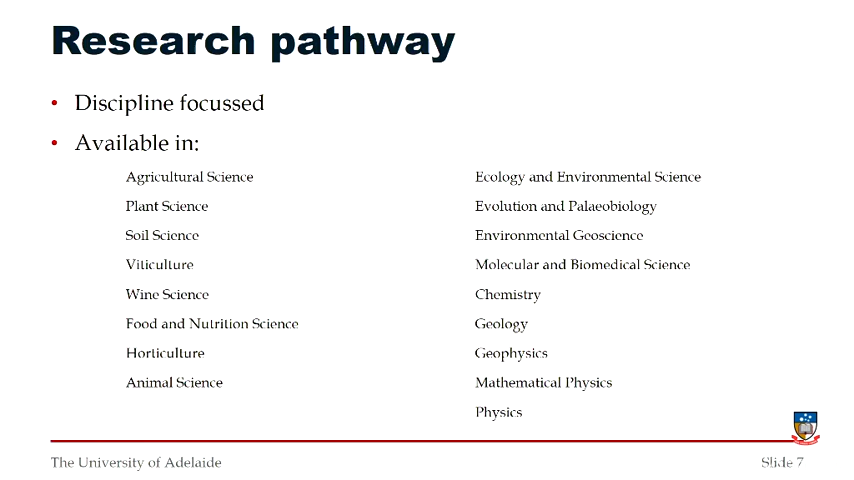 Research pathway
• Discipline focussed
• Available in:
Agricultural Science
Plant Science
Soil Science
Viticulture
Wine Science
Food and Nutrition Science
Horticulture
Animal Science
Ecology and Environmental Science
Evolution and Palaeobiology
Environmental Geoscience
Molecular and Biomedical Science
Chemistry
Geology
Geophysics
Mathematical Physics
Physics
The University of Adelaide
Slide 7